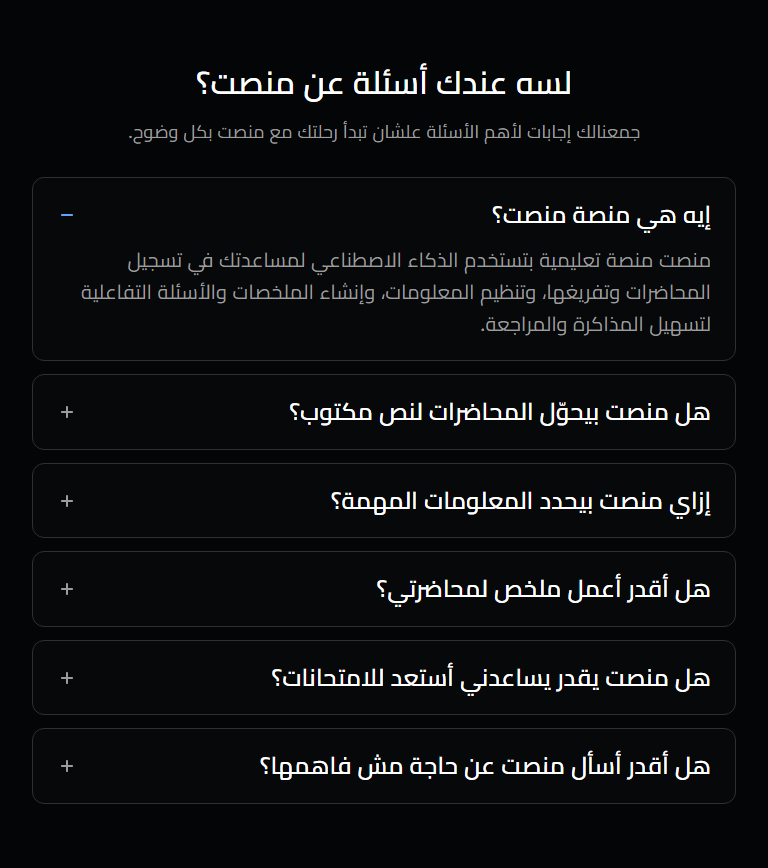 لسه عندك أسئلة عن منصت؟
جمعنالك إجابات لأهم الأسئلة علشان تبدأ رحلتك مع منصت بكل وضوح.
إيه هي منصة منصت؟
منصت منصة تعليمية بتستخدم الذكاء الاصطناعي لمساعدتك في تسجيل
المحاضرات وتفريغها، وتنظيم المعلومات، وإنشاء الملخصات والأسئلة التفاعلية
لتسهيل المذاكرة والمراجعة.
هل منصت بيحوّل المحاضرات لنص مكتوب؟
إزاي منصت بيحدد المعلومات المهمة؟
هل أقدر أعمل ملخص لمحاضرتي؟
هل منصت يقدر يساعدني أستعد للامتحانات؟
هل أقدر أسأل منصت عن حاجة مش فاهمها؟